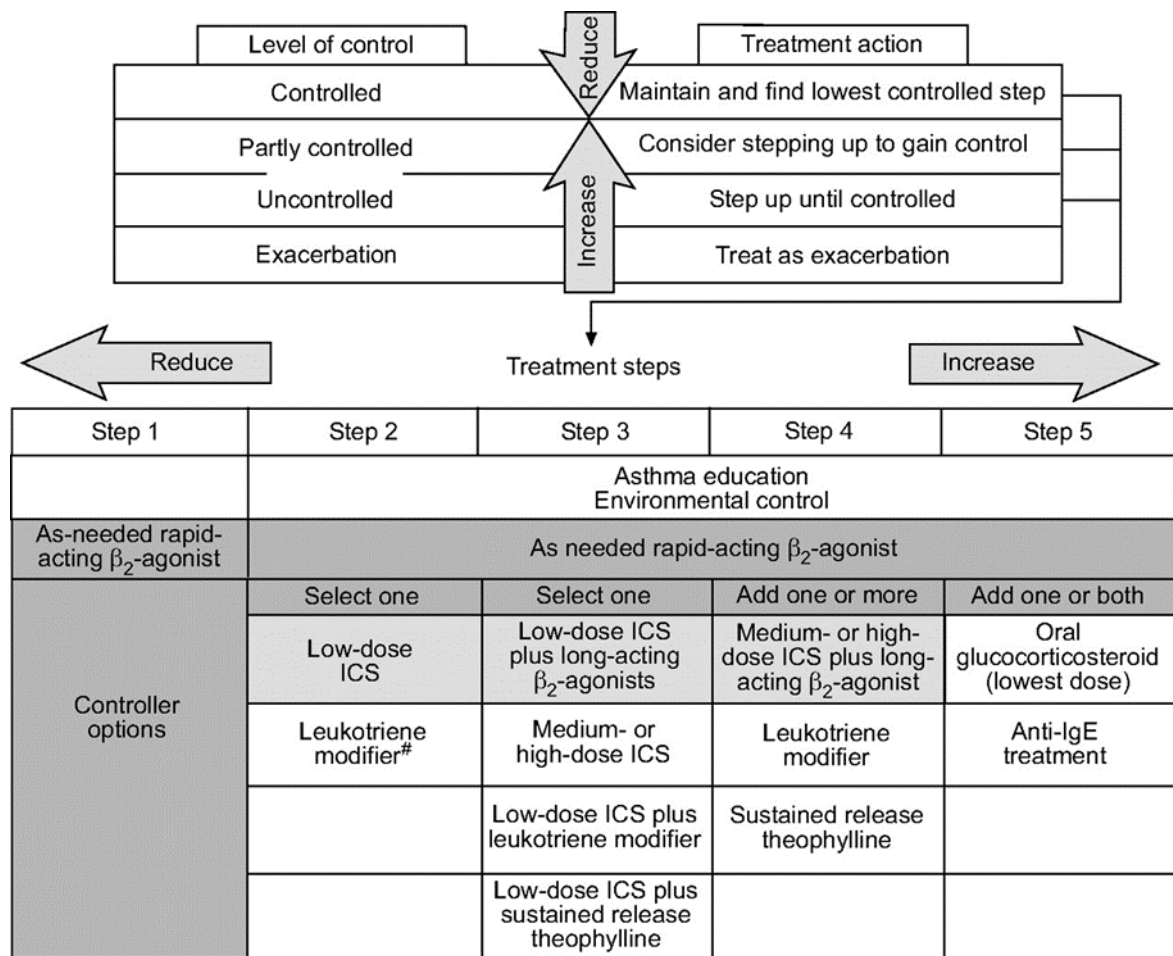 Level of control
Reduce
Treatment action
Controlled
Maintain and find lowest controlled step
Partly controlled
Consider stepping up to gain control
Uncontrolled
Increase
Step up until controlled
Exacerbation
Treat as exacerbation
Reduce
Treatment steps
Increase
Step 1
Step 2
Step 3
Step 4
Step 5
Asthma education
Environmental control
As-needed rapid-
acting β2-agonist
As needed rapid-acting β2-agonist
Controller
options
Select one
Select one
Add one or more
Add one or both
Low-dose
ICS
Low-dose ICS
plus long-acting
β2-agonists
Medium- or high-
dose ICS plus long-
acting β2-agonist
Oral
glucocorticosteroid
(lowest dose)
Leukotriene
modifier#
Medium- or
high-dose ICS
Leukotriene
modifier
Anti-IgE
treatment
Low-dose ICS plus
leukotriene modifier
Sustained release
theophylline
Low-dose ICS plus
sustained release
theophylline